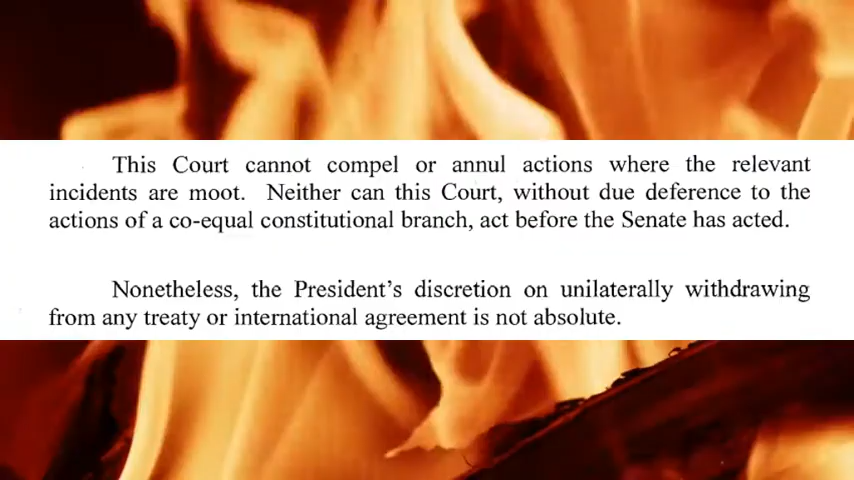 This Court cannot compel or annul actions where the relevant
incidents are moot. Neither can this Court, without due deference to the
actions of a co-equal constitutional branch, act before the Senate has acted.
Nonetheless, the President's discretion on unilaterally withdrawing
from any treaty or international agreement is not absolute.